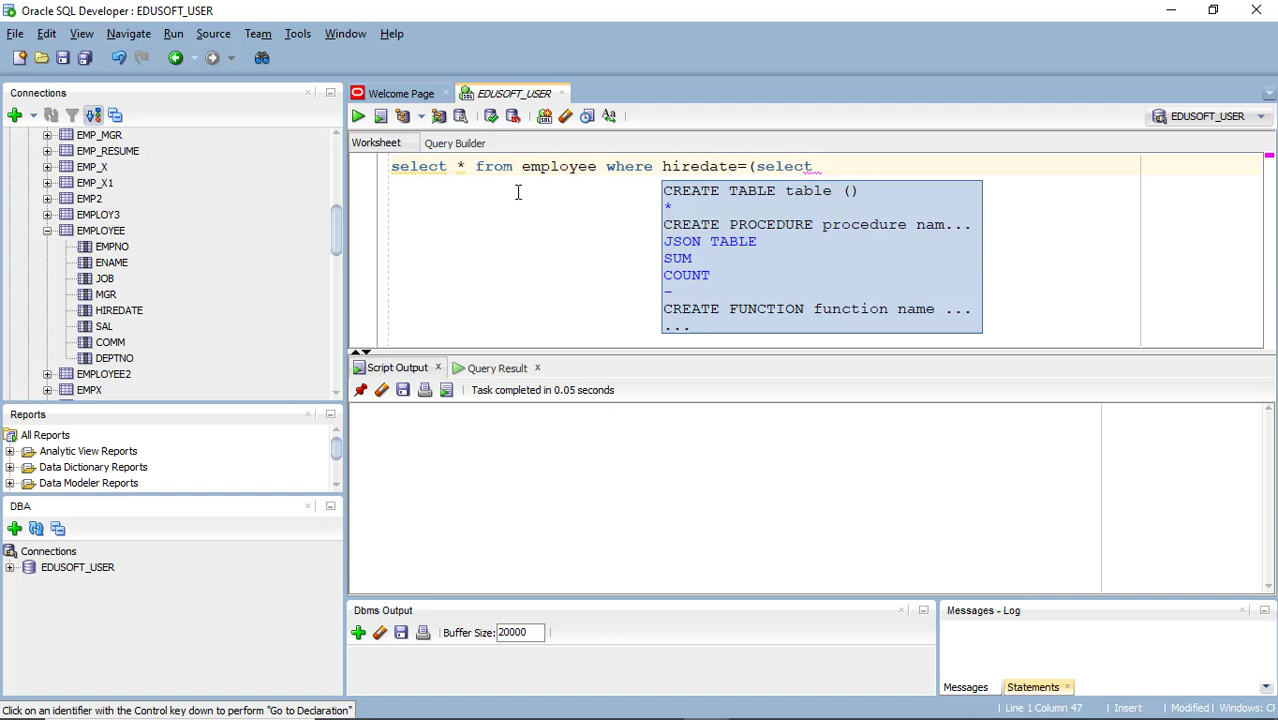 Oracle SQL Developer : EDUSOFT_USER
File Edit View Navigate Run Source Team Tools Window Help
Connections
EMP_MGR
EMP_RESUME
EMP_X
EMP_X1
EMP2
EMPLOY3
EMPLOYEE
EMPNO
ENAME
JOB
MGR
HIREDATE
SAL
COMM
DEPTNO
EMPLOYEE2
EMPX
Reports
All Reports
Analytic View Reports
Data Dictionary Reports
Data Modeler Reports
DBA
Connections
EDUSOFT_USER
Welcome Page EDUSOFT_USER
EDUSOFT_USER
Worksheet Query Builder
select * from employee where hiredate=(select
CREATE TABLE table ()
*
CREATE PROCEDURE procedure nam...
JSON TABLE
SUM
COUNT
-
CREATE FUNCTION function name ...
...
Script Output Query Result
Task completed in 0.05 seconds
Dbms Output
Buffer Size: 20000
Messages - Log
Messages Statements
Click on an identifier with the Control key down to perform "Go to Declaration"
Line 1 Column 47 Insert Modified Windows: CF